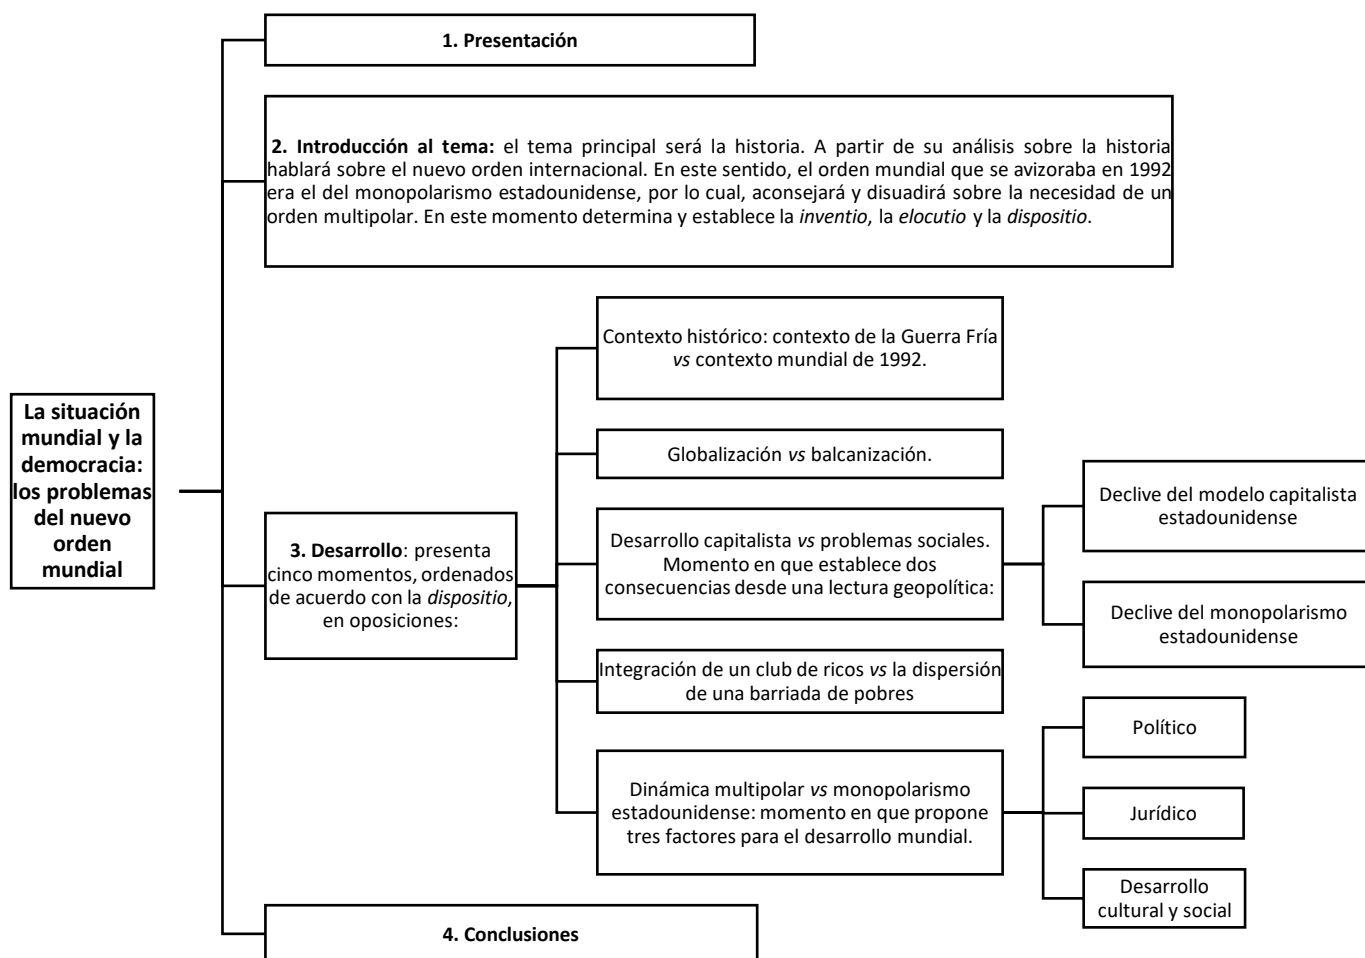 1. Presentación
2. Introducción al tema: el tema principal será la historia. A partir de su análisis sobre la historia
hablará sobre el nuevo orden internacional. En este sentido, el orden mundial que se avizoraba en 1992
era el del monopolarismo estadounidense, por lo cual, aconsejará y disuadirá sobre la necesidad de un
orden multipolar. En este momento determina y establece la inventio, la elocutio y la dispositio.
La situación
mundial y la
democracia:
los problemas
del nuevo
orden
mundial
3. Desarrollo: presenta
cinco momentos, ordenados
de acuerdo con la dispositio,
en oposiciones:
Contexto histórico: contexto de la Guerra Fría
vs contexto mundial de 1992.
Globalización vs balcanización.
Desarrollo capitalista vs problemas sociales.
Momento en que establece dos
consecuencias desde una lectura geopolítica:
Declive del modelo capitalista
estadounidense
Declive del monopolarismo
estadounidense
Integración de un club de ricos vs la dispersión
de una barriada de pobres
Dinámica multipolar vs monopolarismo
estadounidense: momento en que propone
tres factores para el desarrollo mundial.
Político
Jurídico
Desarrollo
cultural y social
4. Conclusiones